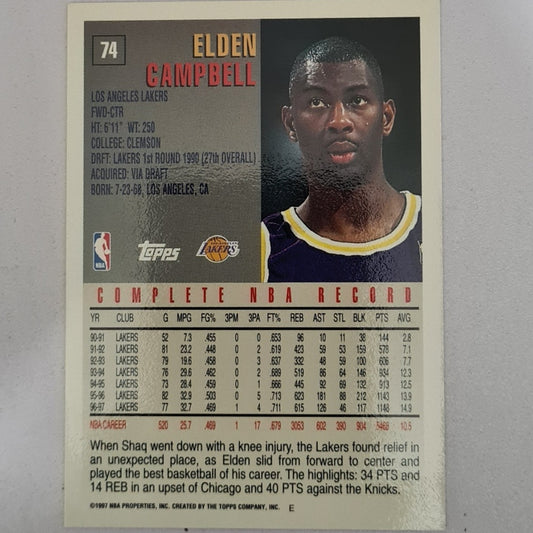 74
ELDEN
CAMPBELL
LOS ANGELES LAKERS
FWD-CTR
HT: 6'11" WT: 250
COLLEGE: CLEMSON
DRFT: LAKERS 1st ROUND 1990 (27th OVERALL)
ACQUIRED: VIA DRAFT
BORN: 7-23-68, LOS ANGELES, CA
NBA topps LAKERS
COMPLETE NBA RECORD
YR CLUB G MPG FG% 3PM 3PA FT% REB AST STL BLK PTS AVG.
90-91 LAKERS 52 7.3 .455 0 0 .653 96 10 11 38 144 2.8
91-92 LAKERS 81 23.2 .448 0 2 .619 423 59 53 159 578 7.1
92-93 LAKERS 79 19.6 .458 0 3 .637 332 48 59 100 606 7.7
93-94 LAKERS 76 29.6 .462 0 2 .689 519 86 64 146 934 12.3
94-95 LAKERS 73 28.4 .459 0 1 .666 445 92 69 132 913 12.5
95-96 LAKERS 82 32.9 .503 0 5 .713 623 181 88 212 1143 13.9
96-97 LAKERS 77 32.7 .469 1 4 .711 615 126 46 117 1148 14.9
NBA CAREER 520 25.7 .469 1 17 .679 3053 602 390 904 5466 10.5
When Shaq went down with a knee injury, the Lakers found relief in
an unexpected place, as Elden slid from forward to center and
played the best basketball of his career. The highlights: 34 PTS and
14 REB in an upset of Chicago and 40 PTS against the Knicks.
©1997 NBA PROPERTIES, INC. CREATED BY THE TOPPS COMPANY, INC. E